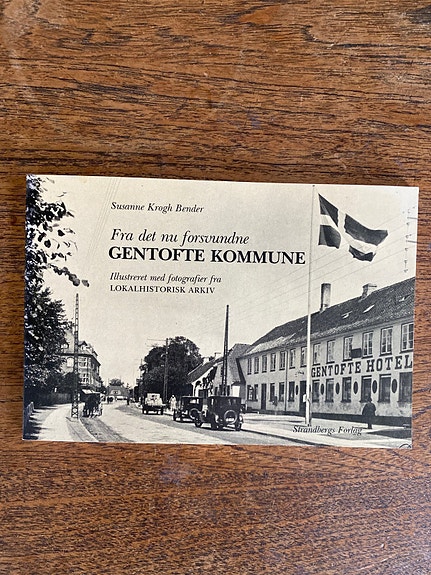 Susanne Krogh Bender
Fra det nu forsvundne
GENTOFTE KOMMUNE
Illustreret med fotografier fra
LOKALHISTORISK ARKIV
GENTOFTE HOTEL
Strandbergs Forlag